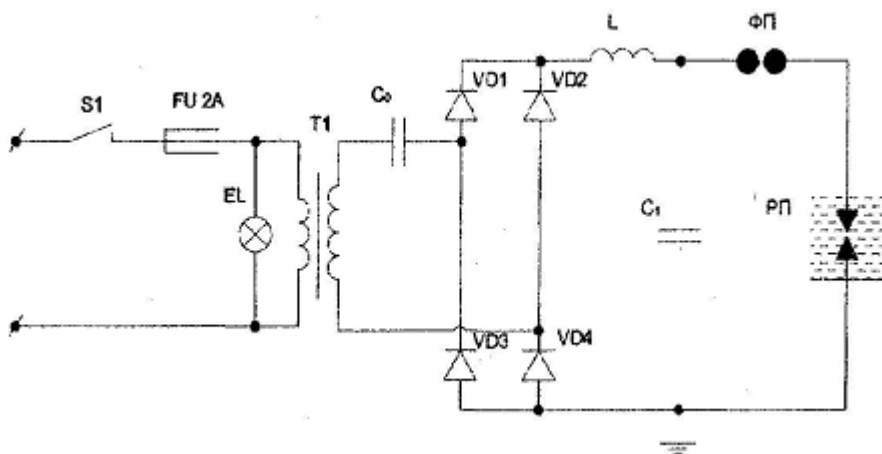 L
ФП
VD1
VD2
S1
FU 2A
T1
C₀
EL
C₁
РП
VD3
VD4